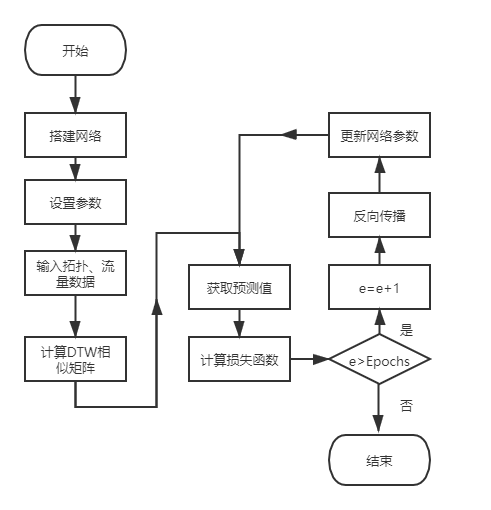 开始
搭建网络
设置参数
输入拓扑、流
量数据
计算DTW相
似矩阵
获取预测值
计算损失函数
e>Epochs
是
否
e=e+1
反向传播
更新网络参数
结束